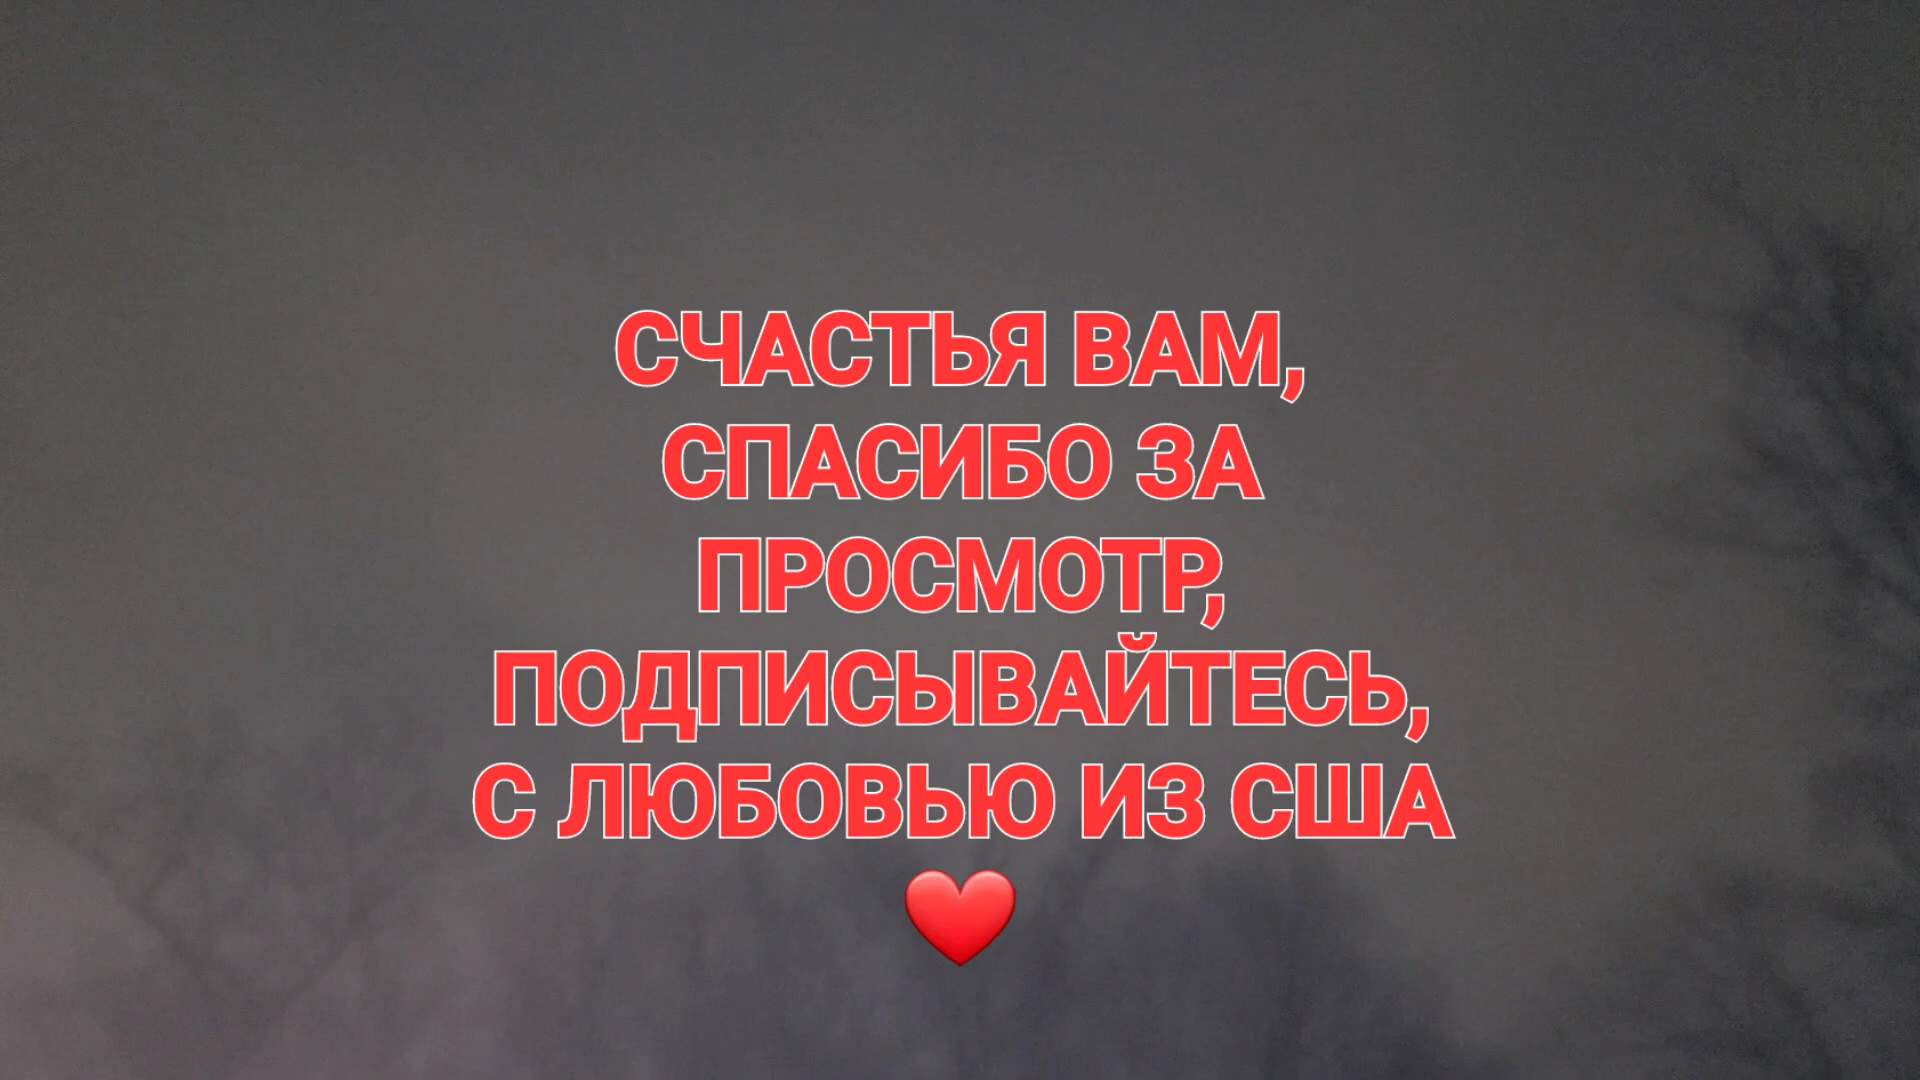 СЧАСТЬЯ ВАМ,
СПАСИБО ЗА
ПРОСМОТР,
ПОДПИСЫВАЙТЕСЬ,
С ЛЮБОВЬЮ ИЗ США
❤️